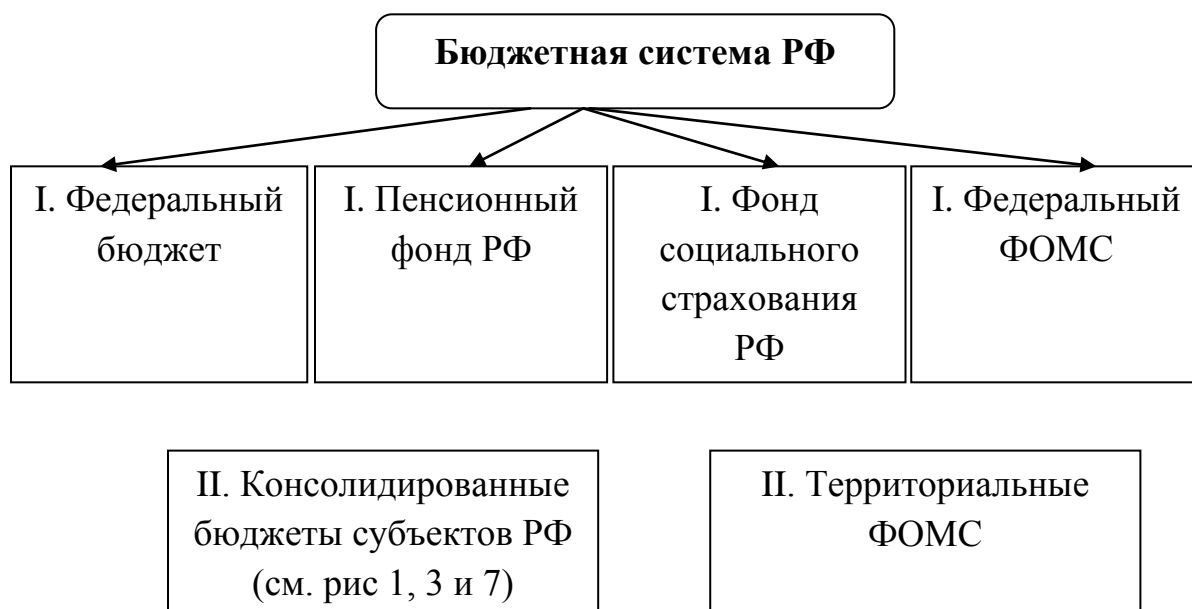 Бюджетная система РФ
I. Федеральный
бюджет
I. Пенсионный
фонд РФ
I. Фонд
социального
страхования
РФ
I. Федеральный
ФОМС
II. Консолидированные
бюджеты субъектов РФ
(см. рис 1, 3 и 7)
II. Территориальные
ФОМС